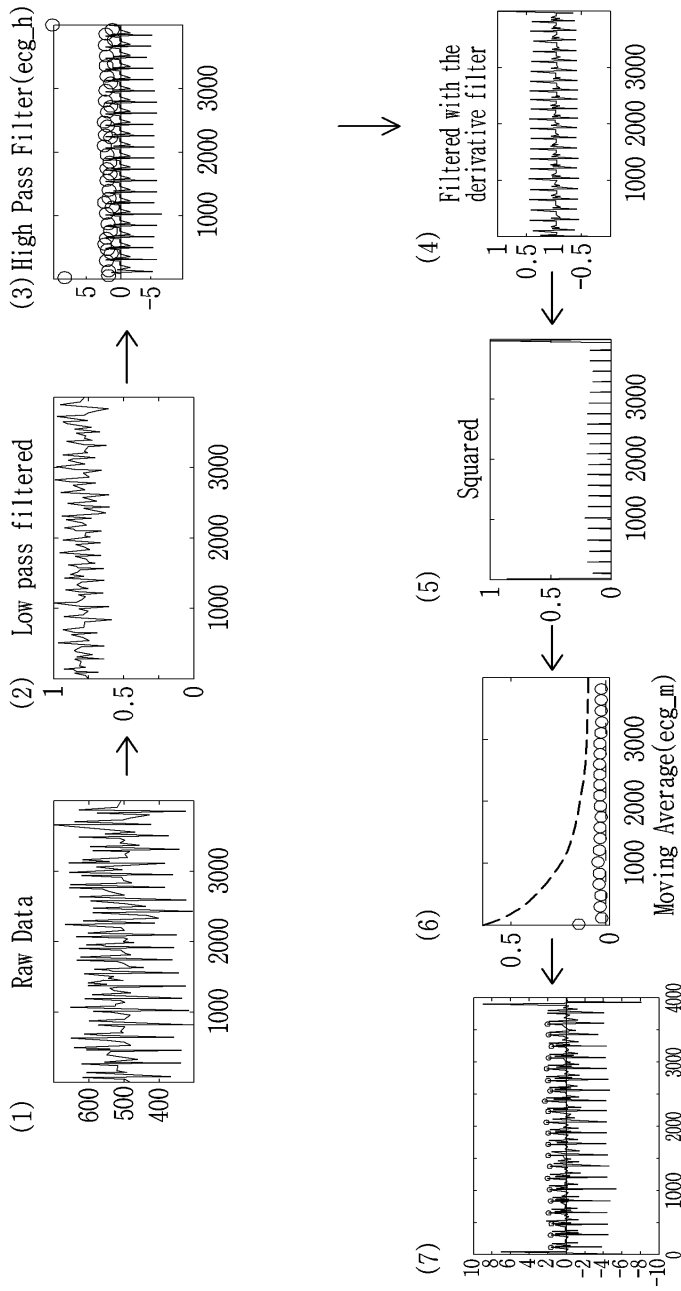 (1) Raw Data
600
500
400
1000 2000 3000
(2) Low pass filtered
1
0.5
0
1000 2000 3000
(3) High Pass Filter(ecg_h)
5
0
-5
1000 2000 3000
(4) Filtered with the
derivative filter
1
0.5
1
-0.5
1000 2000 3000
(5) Squared
1
0.5
0
1000 2000 3000
(6)
0.5
0
1000 2000 3000
Moving Average(ecg_m)
(7)
10
8
6
4
2
0
-2
-4
-6
-8
-10
0 1000 2000 3000 4000